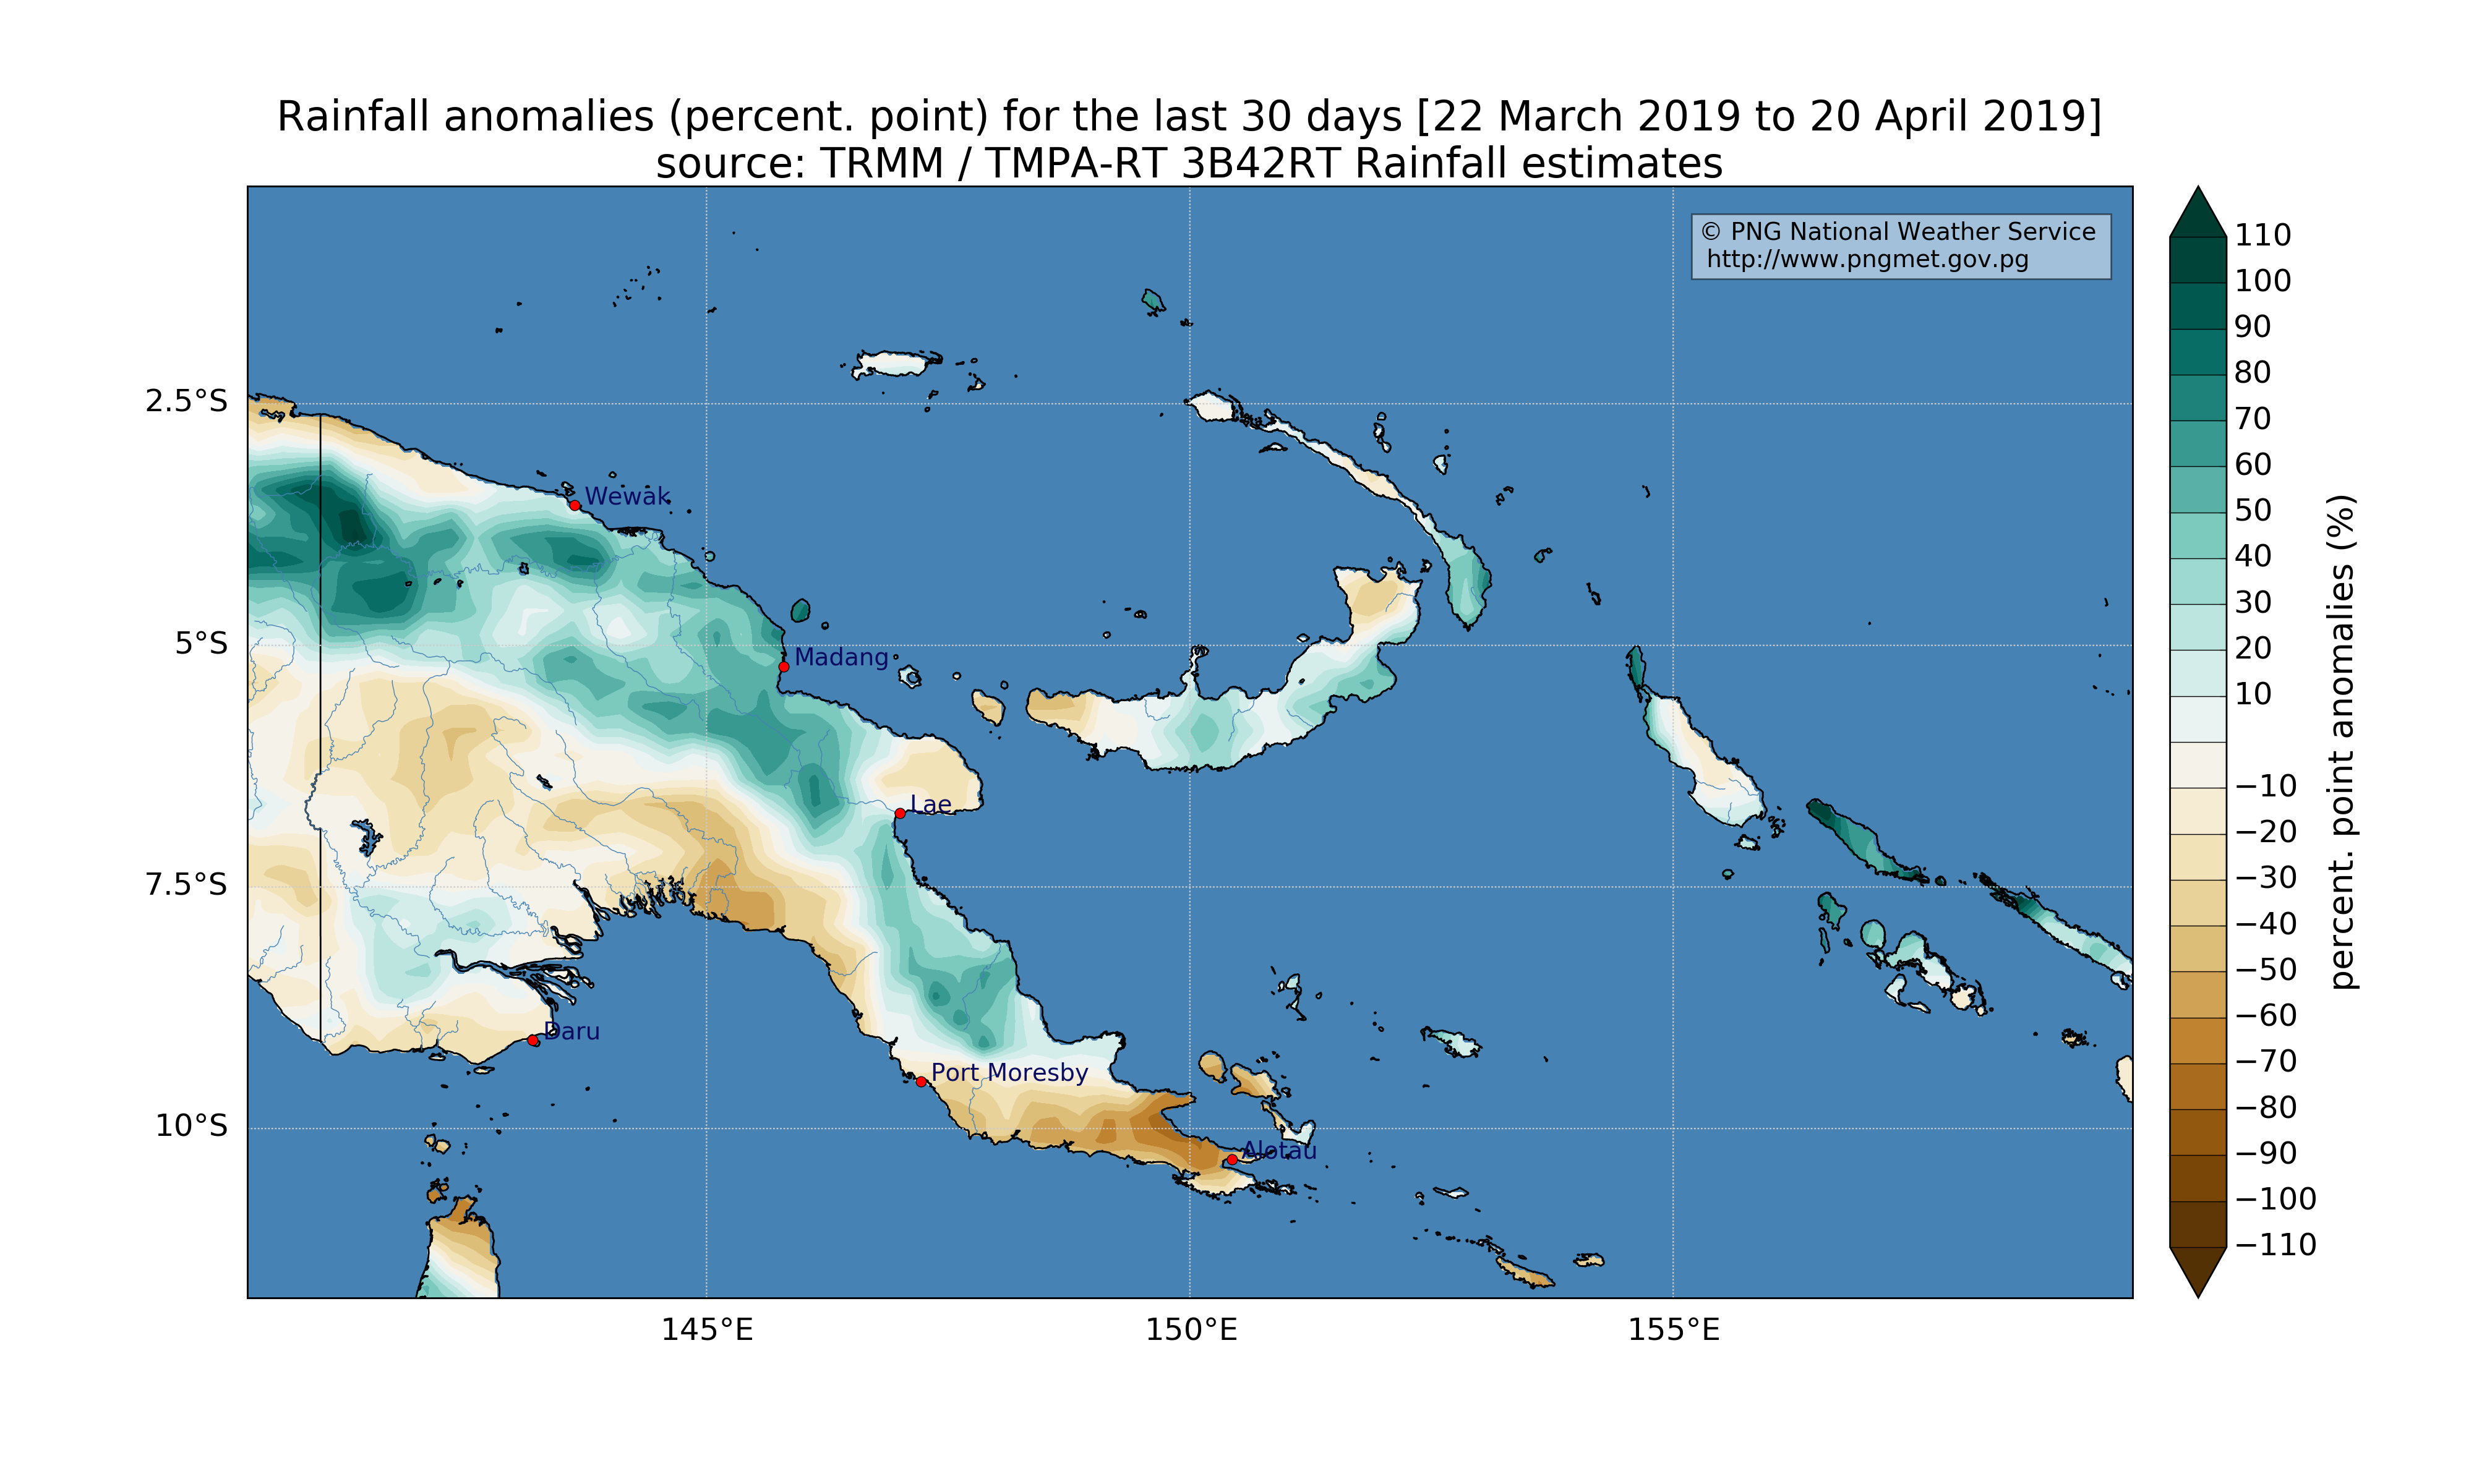 Rainfall anomalies (percent. point) for the last 30 days [22 March 2019 to 20 April 2019]
source: TRMM / TMPA-RT 3B42RT Rainfall estimates
© PNG National Weather Service
http://www.pngmet.gov.pg
2.5°S
5°S
7.5°S
10°S
Wewak
Madang
Lae
Daru
Port Moresby
Alotau
145°E
150°E
155°E
110
100
90
80
70
60
50
40
30
20
10
−10
−20
−30
−40
−50
−60
−70
−80
−90
−100
−110
percent. point anomalies (%)